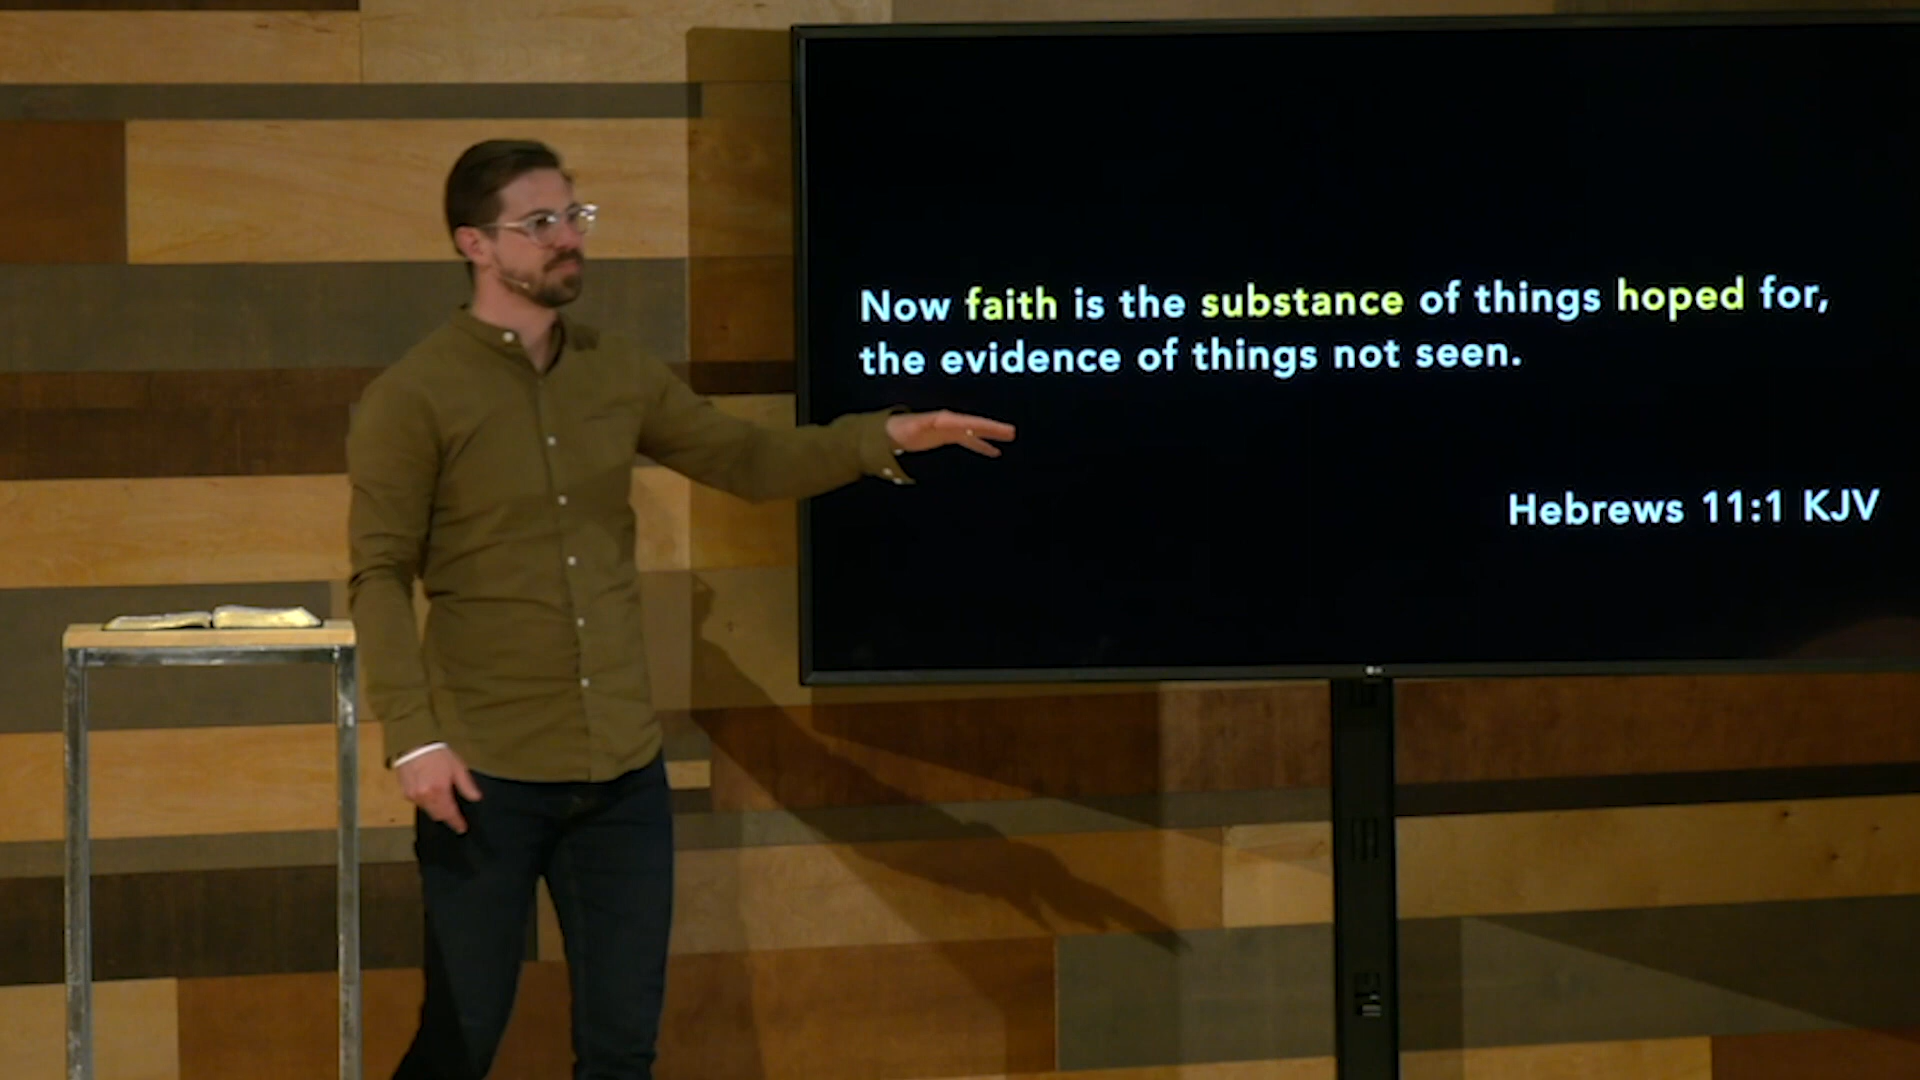 Now faith is the substance of things hoped for,
the evidence of things not seen.
Hebrews 11:1 KJV